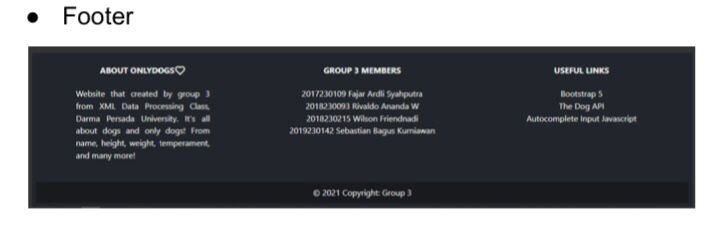 ● Footer
ABOUT ONLYDOGS♡
Website that created by group 3
from XML Data Processing Class,
Darma Persada University. It's all
about dogs and only dogs! From
name, height, weight, temperament,
and many more!
GROUP 3 MEMBERS
2017230109 Fajar Ardli Syahputra
2018230093 Rivaldo Ananda W
2018230215 Wilson Friendnadi
2019230142 Sebastian Bagus Kurniawan
USEFUL LINKS
Bootstrap 5
The Dog API
Autocomplete Input Javascript
© 2021 Copyright: Group 3